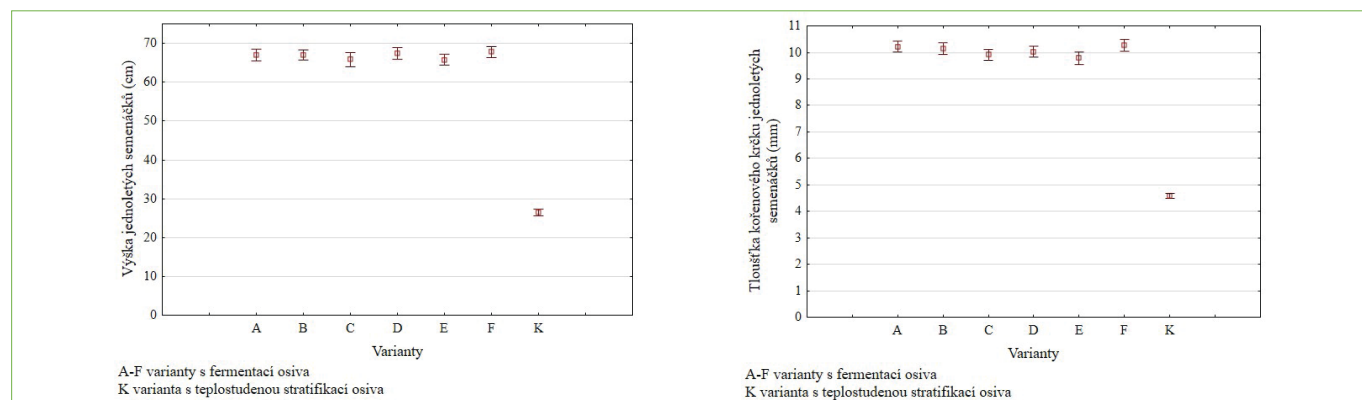 Výška jednoletých semenáčků (cm)
70
60
50
40
30
20
10
0
A B C D E F K
Varianty
A-F varianty s fermentací osiva
K varianta s teplostudenou stratifikací osiva
Tloušťka kořenového krčku jednoletých
semenáčků (mm)
11
10
9
8
7
6
5
4
3
2
1
0
A B C D E F K
Varianty
A-F varianty s fermentací osiva
K varianta s teplostudenou stratifikací osiva